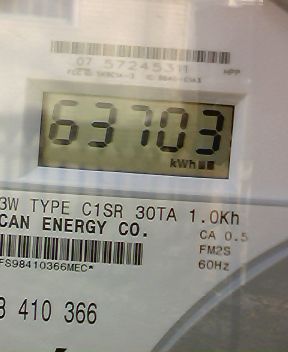 07 57245311
63703
kWh
3W TYPE C1SR 30TA 1.0Kh
CAN ENERGY CO.
CA 0.5
FM2S
60Hz
FS98410366MEC*
8 410 366